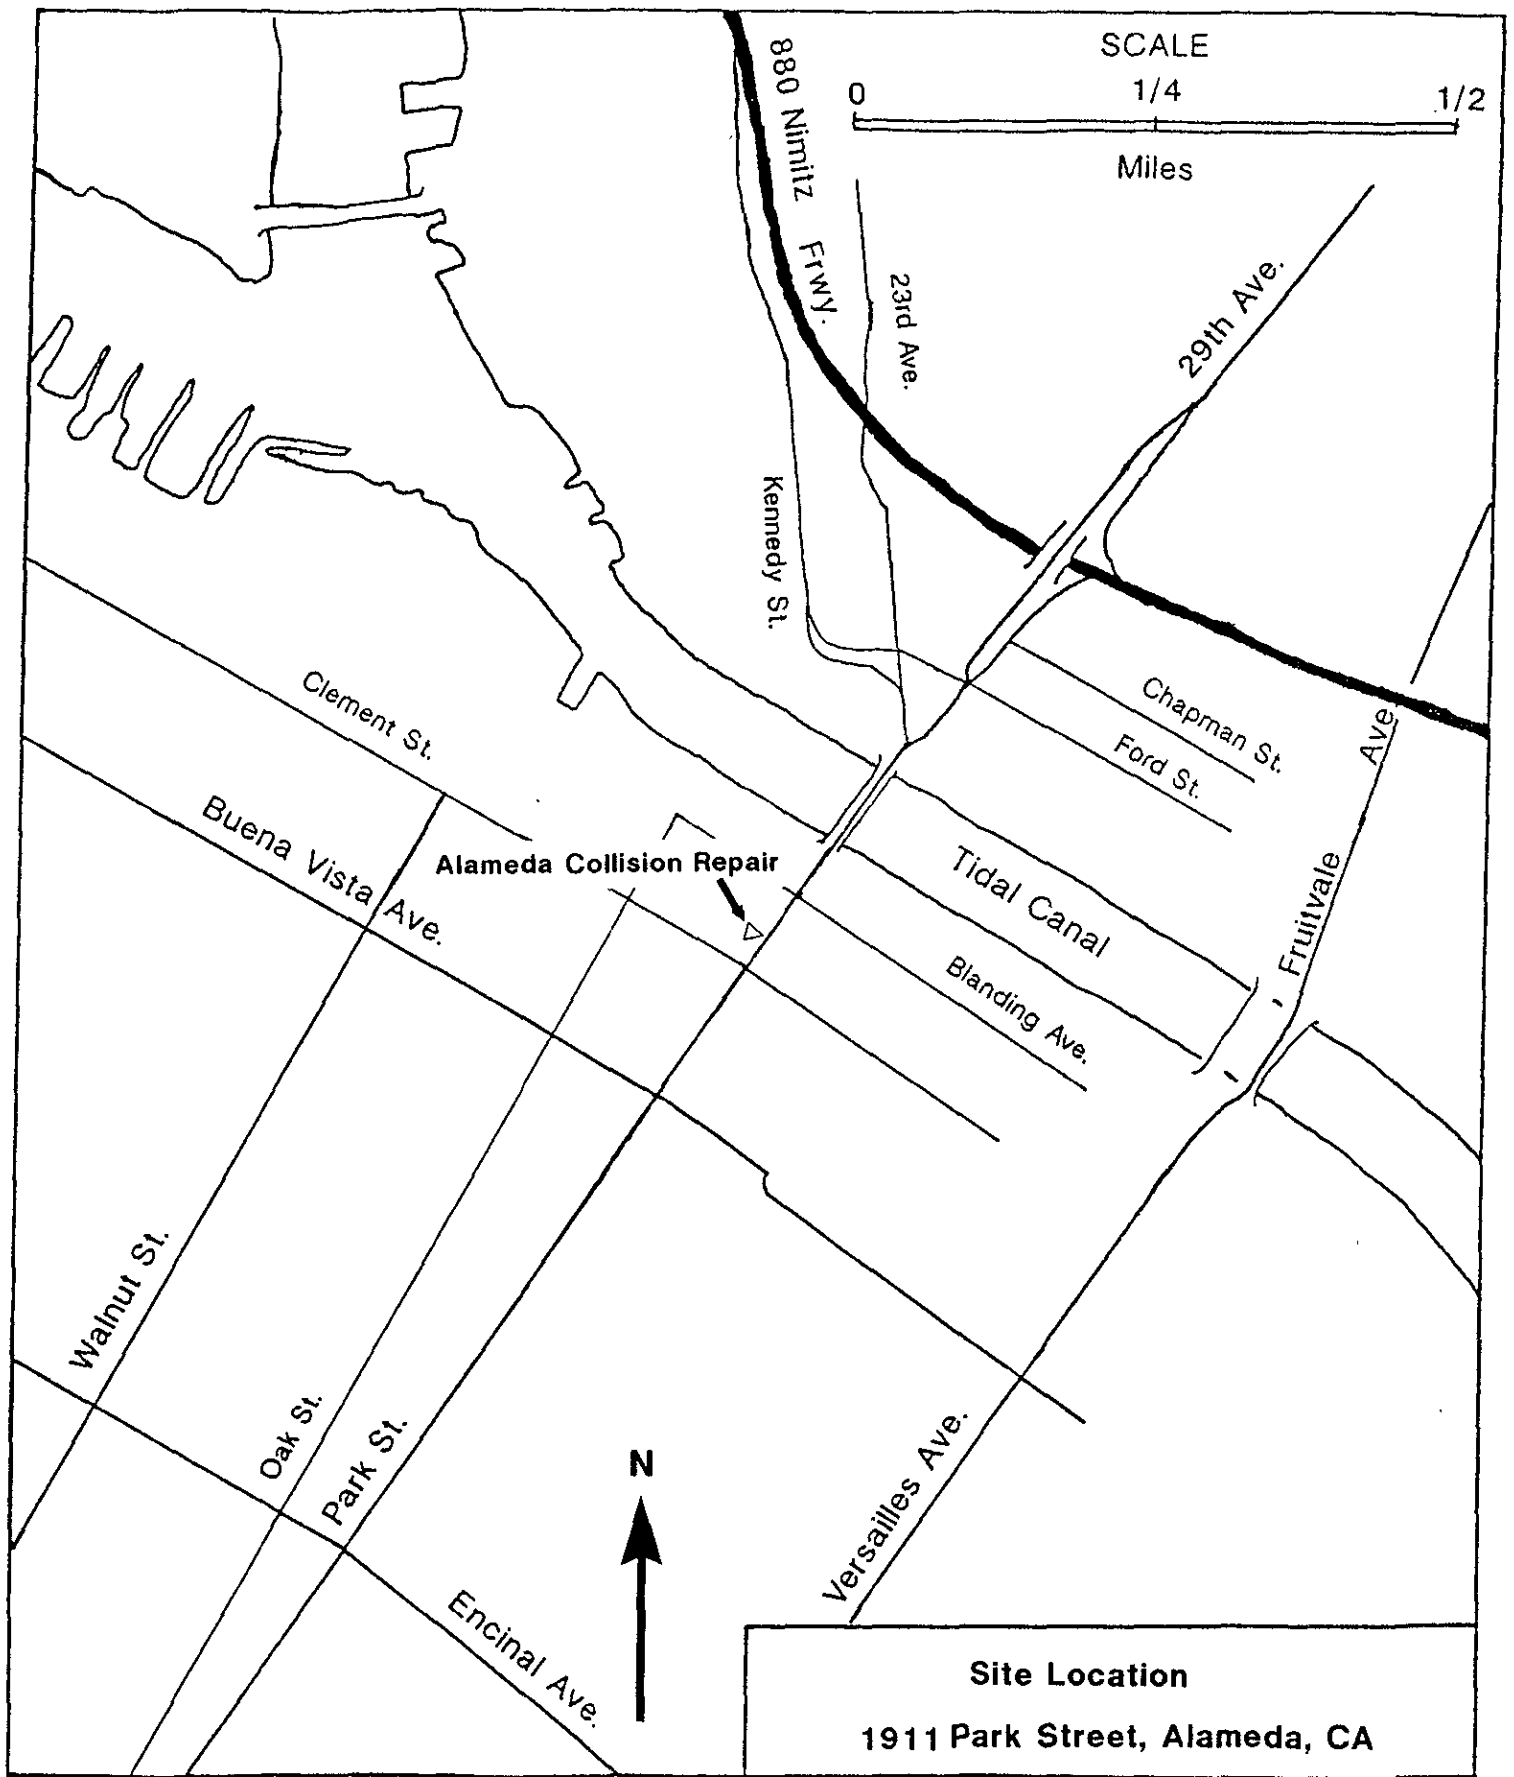 SCALE
0 1/4 1/2
Miles
880 Nimitz Frwy.
23rd Ave.
29th Ave.
Kennedy St.
Clement St.
Chapman St.
Ford St.
Buena Vista Ave.
Alameda Collision Repair
Tidal Canal
Fruitvale Ave
Blanding Ave.
Walnut St.
Oak St.
Park St.
N
Versailles Ave.
Encinal Ave.
Site Location
1911 Park Street, Alameda, CA